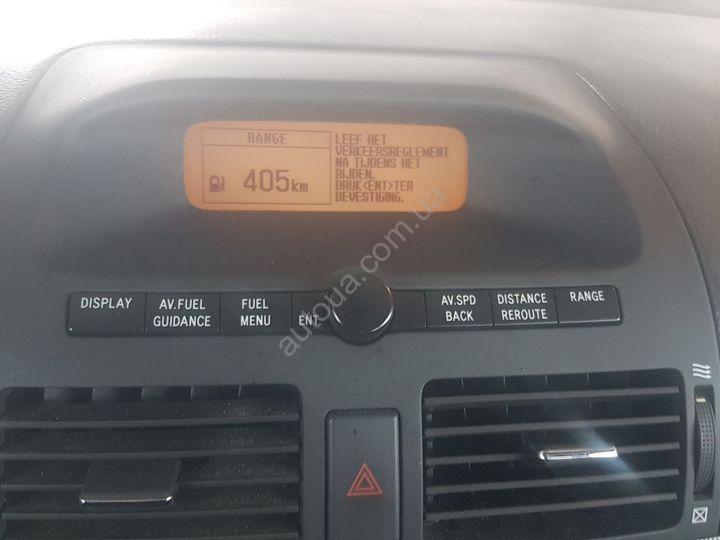 RANGE
405km
LEEF HET
VERKEERSREGLEMENT
NA TIJDENS HET
RIJDEN.
DRUK<ENT>TER
BEVESTIGING.
DISPLAY
AV.FUEL
GUIDANCE
FUEL
MENU
ENT
AV.SPD
BACK
DISTANCE
REROUTE
RANGE
autoua.com.ua